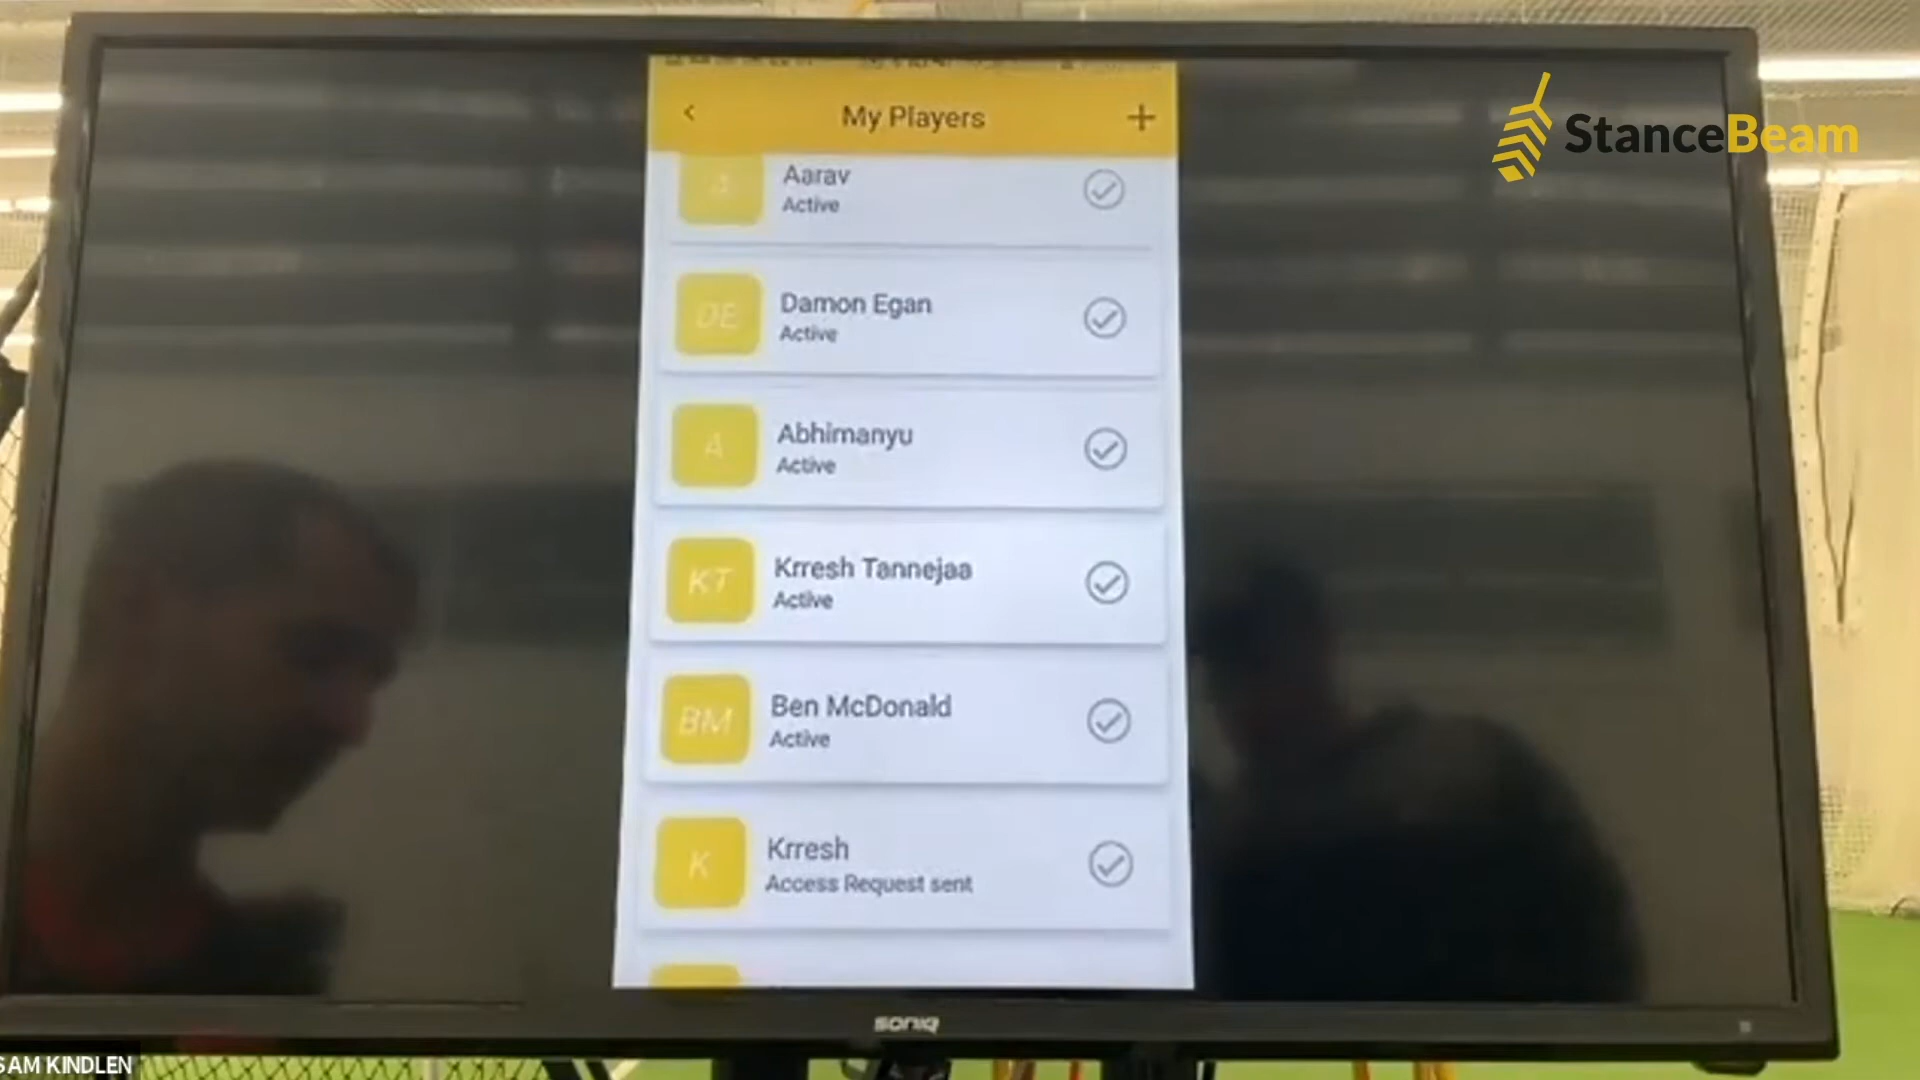 My Players
+
StanceBeam
Aarav
Active
DE
Damon Egan
Active
A
Abhimanyu
Active
KT
Krresh Tannejaa
Active
BM
Ben McDonald
Active
K
Krresh
Access Request sent
soniq
SAM KINDLEN